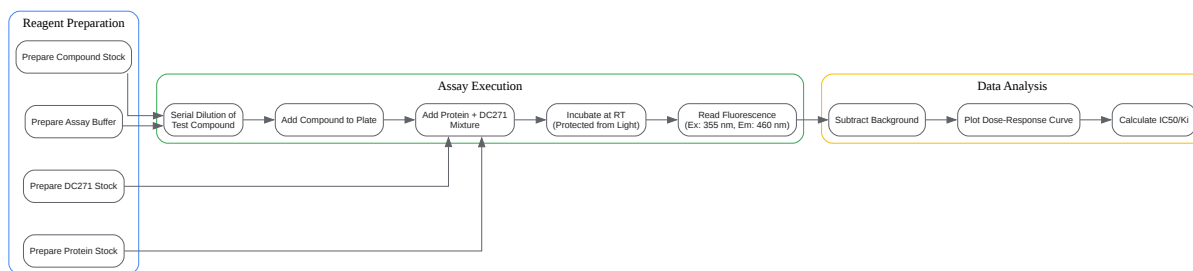 Reagent Preparation
Prepare Compound Stock
Prepare Assay Buffer
Prepare DC271 Stock
Prepare Protein Stock
Assay Execution
Serial Dilution of
Test Compound
Add Compound to Plate
Add Protein + DC271
Mixture
Incubate at RT
(Protected from Light)
Read Fluorescence
(Ex: 355 nm, Em: 460 nm)
Data Analysis
Subtract Background
Plot Dose-Response Curve
Calculate IC50/Ki